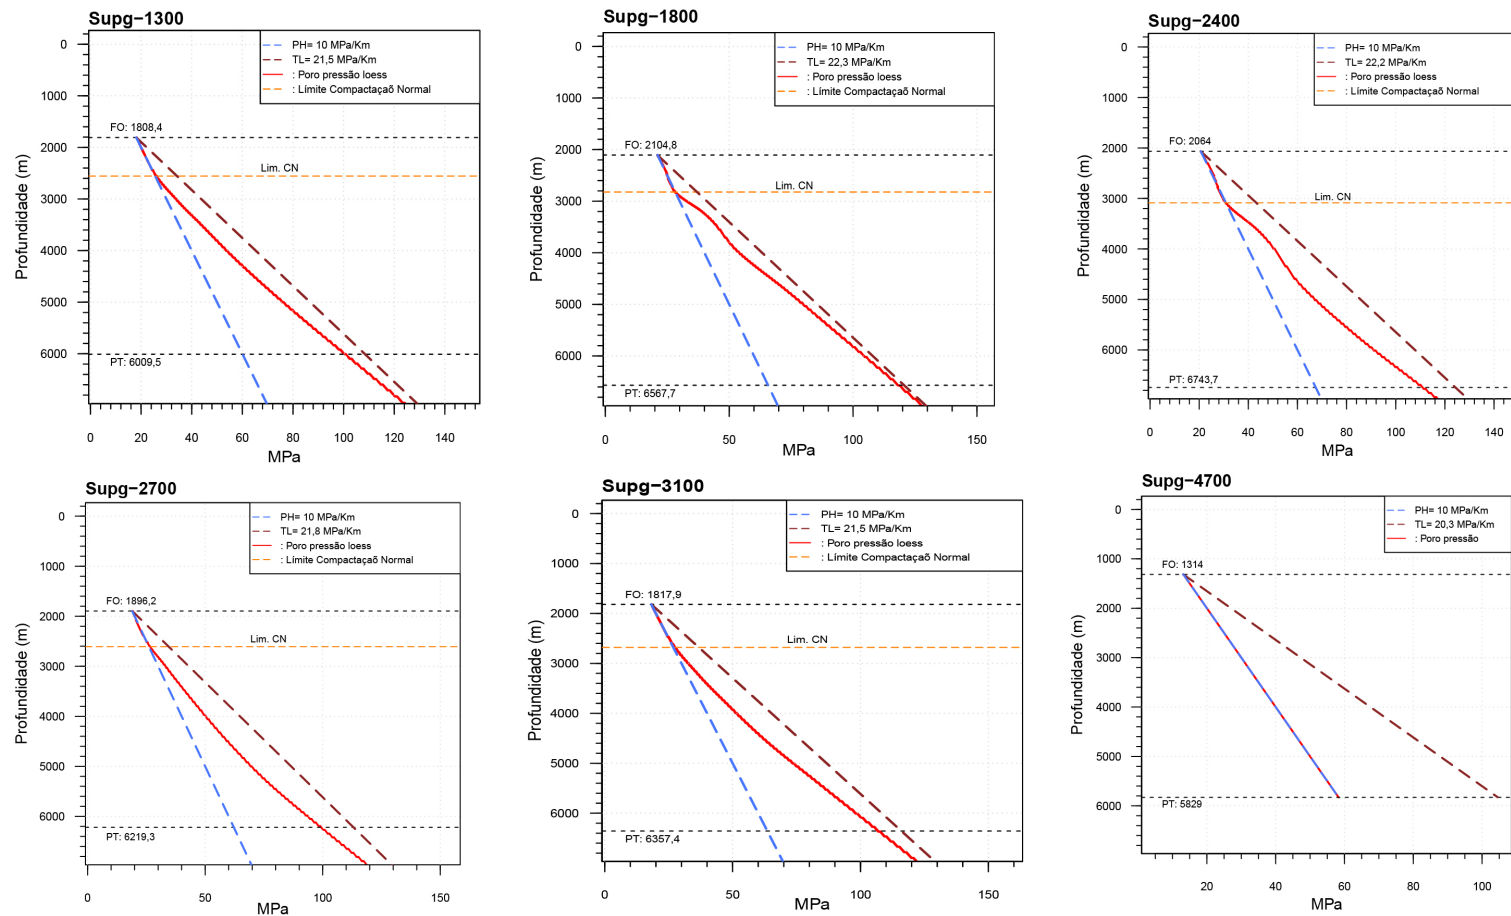 Supg−1300
PH= 10 MPa/Km
TL= 21,5 MPa/Km
: Poro pressão loess
: Límite Compactaçaõ Normal
FO: 1808,4
Lim. CN
PT: 6009,5
0
1000
2000
3000
4000
5000
6000
Profundidade (m)
0 20 40 60 80 100 120 140
MPa
Supg−1800
PH= 10 MPa/Km
TL= 22,3 MPa/Km
: Poro pressão loess
: Límite Compactaçaõ Normal
FO: 2104,8
Lim. CN
PT: 6567,7
0
1000
2000
3000
4000
5000
6000
Profundidade (m)
0 50 100 150
MPa
Supg−2400
PH= 10 MPa/Km
TL= 22,2 MPa/Km
: Poro pressão loess
: Límite Compactaçaõ Normal
FO: 2064
Lim. CN
PT: 6743,7
0
1000
2000
3000
4000
5000
6000
Profundidade (m)
0 20 40 60 80 100 120 140
MPa
Supg−2700
PH= 10 MPa/Km
TL= 21,8 MPa/Km
: Poro pressão loess
: Límite Compactaçaõ Normal
FO: 1896,2
Lim. CN
PT: 6219,3
0
1000
2000
3000
4000
5000
6000
Profundidade (m)
0 50 100 150
MPa
Supg−3100
PH= 10 MPa/Km
TL= 21,5 MPa/Km
: Poro pressão loess
: Límite Compactaçaõ Normal
FO: 1817,9
Lim. CN
PT: 6357,4
0
1000
2000
3000
4000
5000
6000
Profundidade (m)
0 50 100 150
MPa
Supg−4700
PH= 10 MPa/Km
TL= 20,3 MPa/Km
: Poro pressão
FO: 1314
PT: 5829
0
1000
2000
3000
4000
5000
6000
Profundidade (m)
20 40 60 80 100
MPa